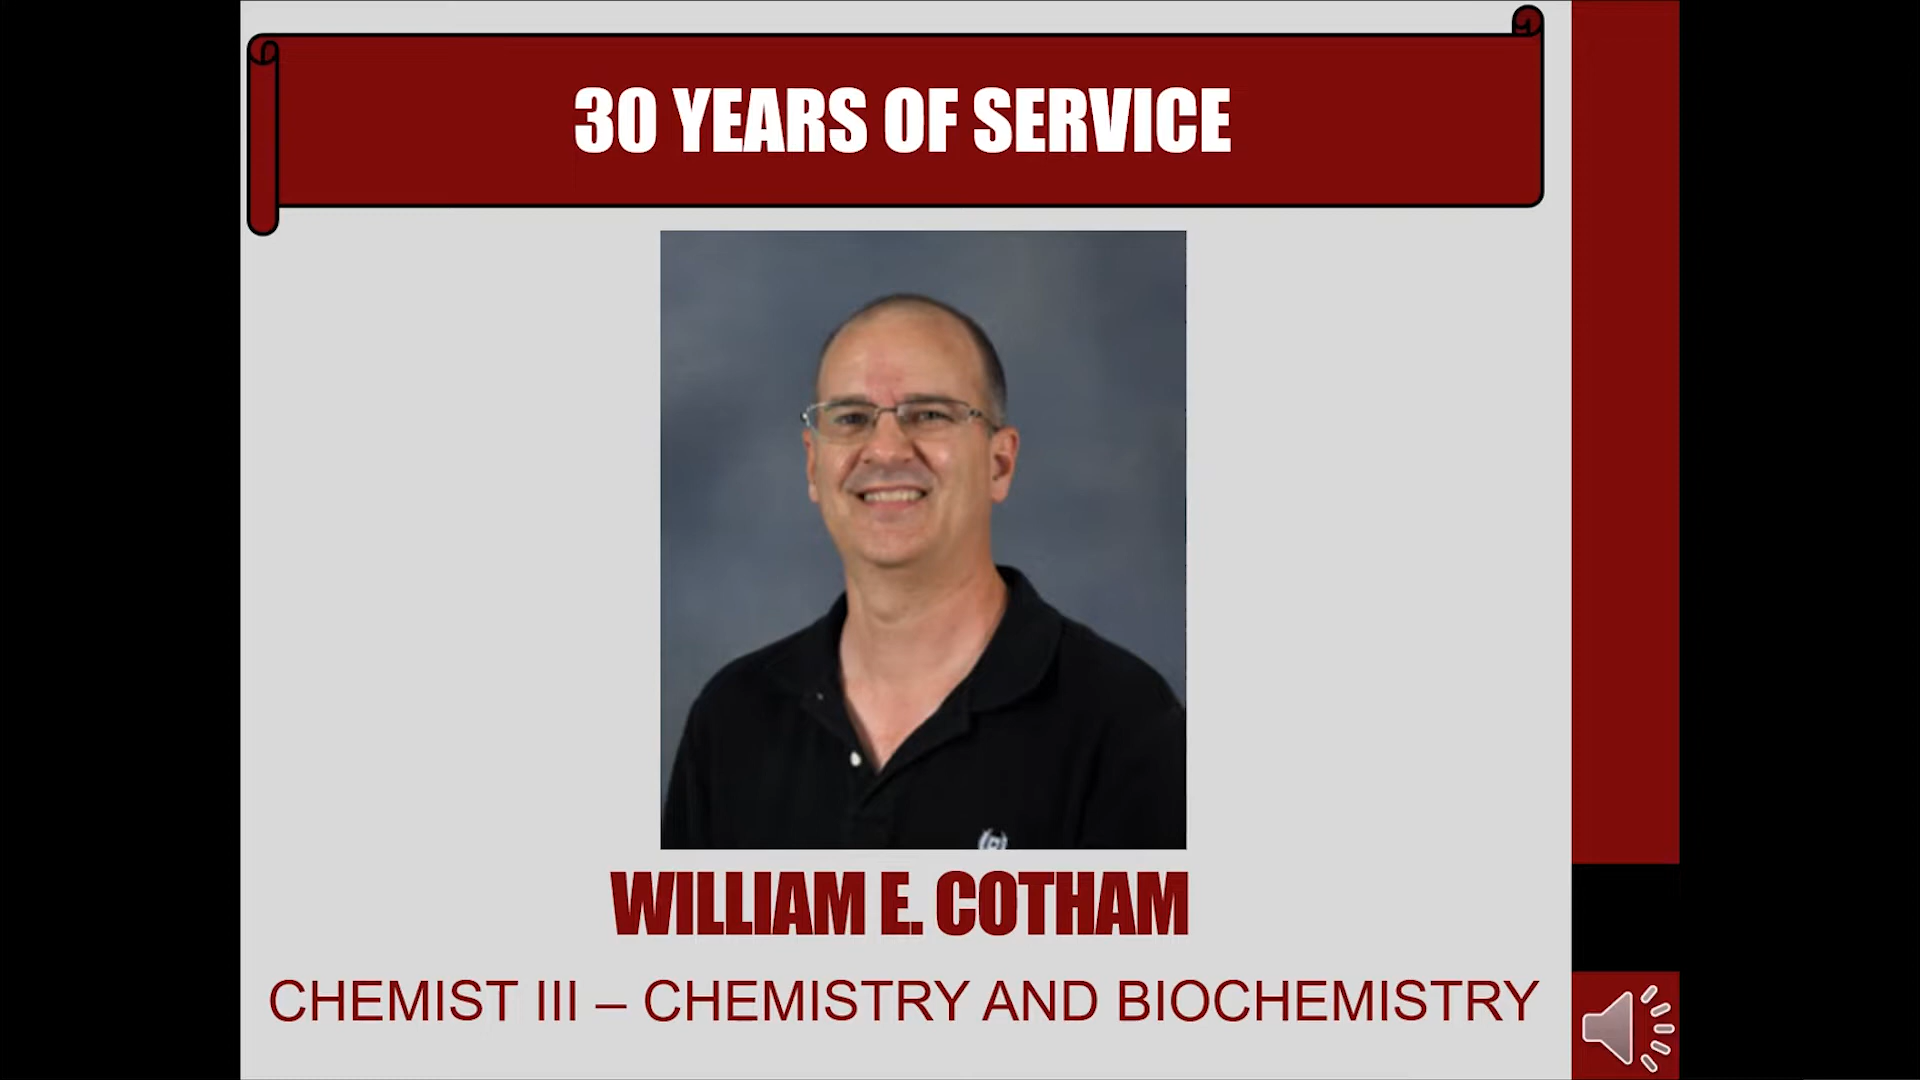 30 YEARS OF SERVICE
WILLIAM E. COTHAM
CHEMIST III – CHEMISTRY AND BIOCHEMISTRY